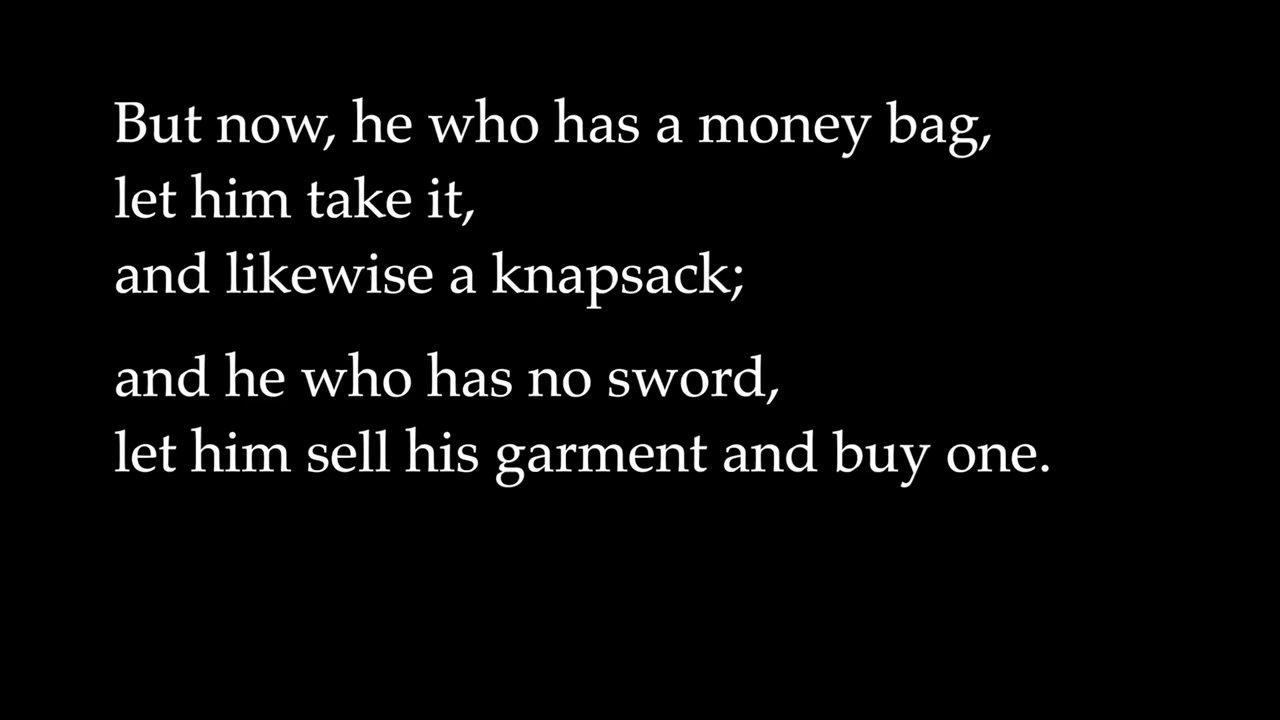 But now, he who has a money bag,
let him take it,
and likewise a knapsack;
and he who has no sword,
let him sell his garment and buy one.